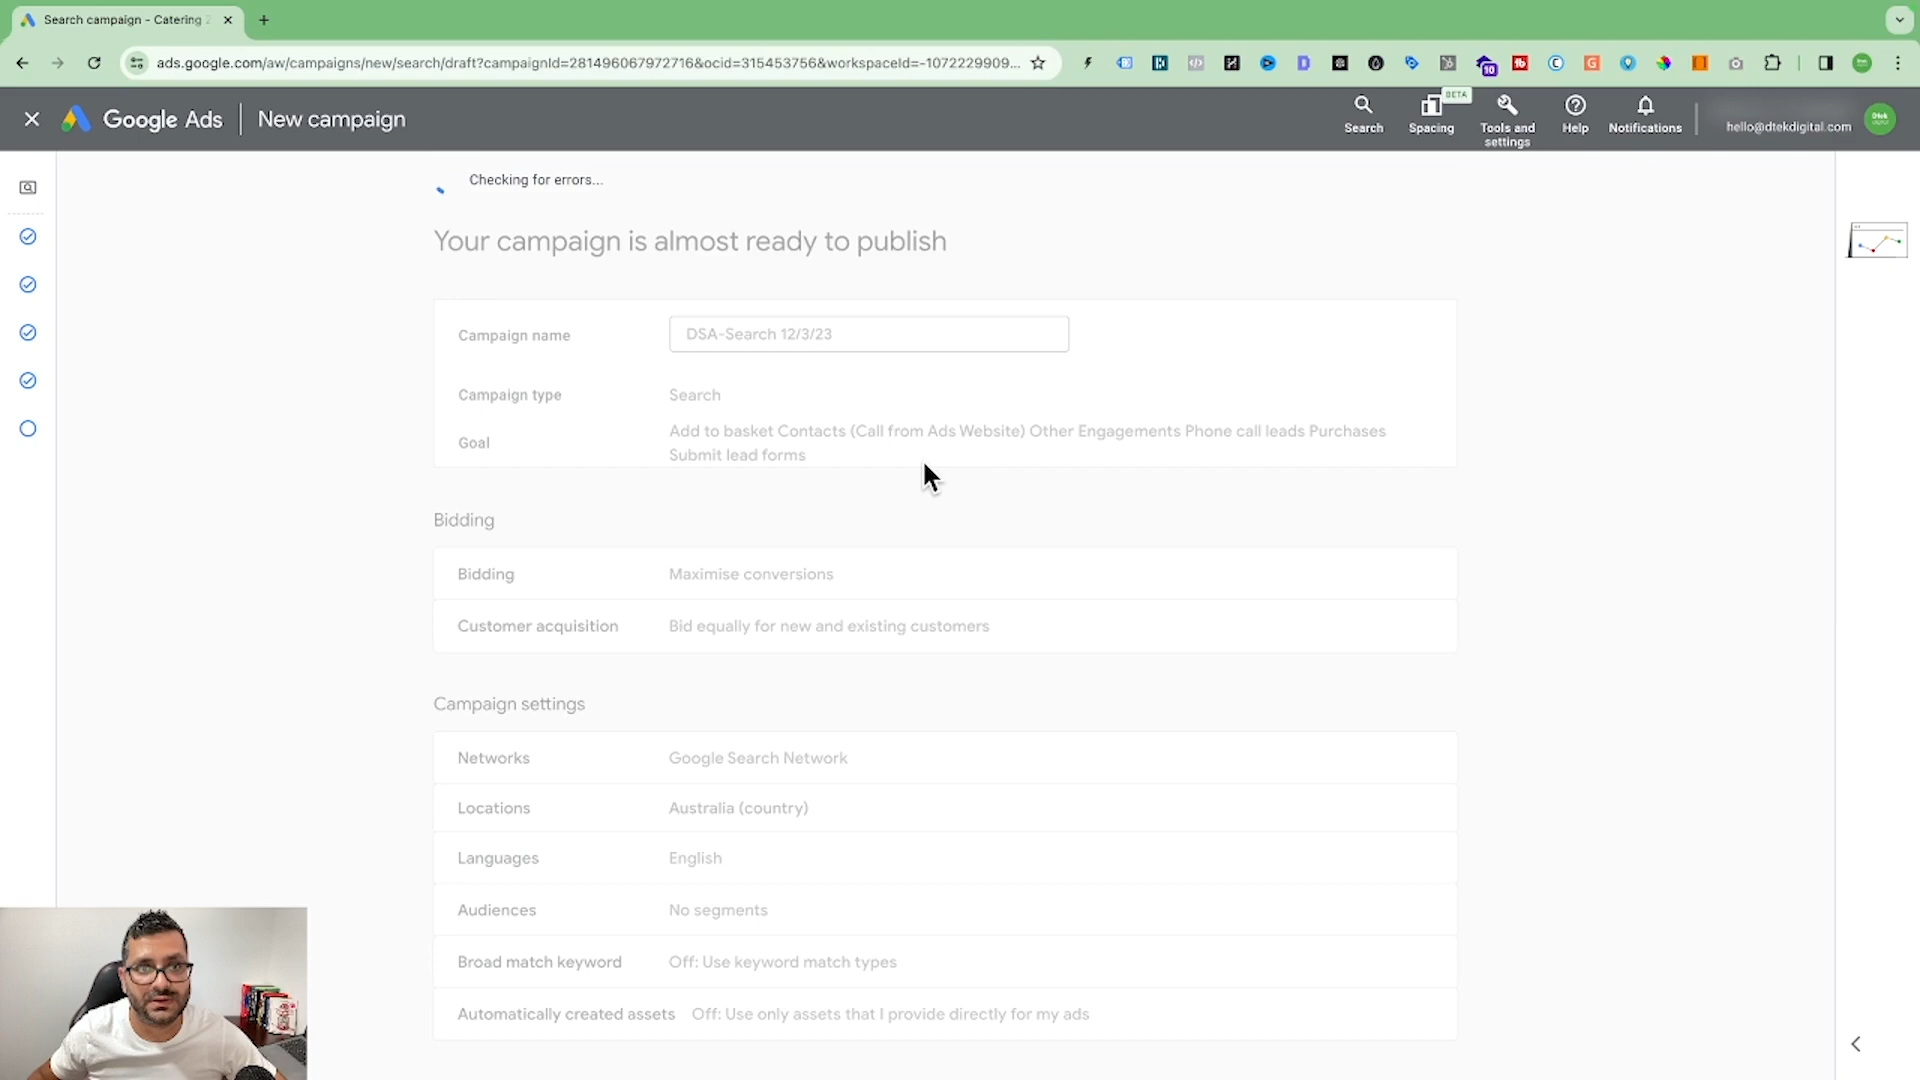 Search campaign - Catering
ads.google.com/aw/campaigns/new/search/draft?campaignId=281496067972716&ocid=315453756&workspaceId=-1072229909...
10
Google Ads
New campaign
Search
BETA
Spacing
Tools and
settings
Help
Notifications
hello@dtekdigital.com
Checking for errors...
Your campaign is almost ready to publish
Campaign name
DSA-Search 12/3/23
Campaign type
Search
Goal
Add to basket Contacts (Call from Ads Website) Other Engagements Phone call leads Purchases
Submit lead forms
Bidding
Bidding
Maximise conversions
Customer acquisition
Bid equally for new and existing customers
Campaign settings
Networks
Google Search Network
Locations
Australia (country)
Languages
English
Audiences
No segments
Broad match keyword
Off: Use keyword match types
Automatically created assets
Off: Use only assets that I provide directly for my ads